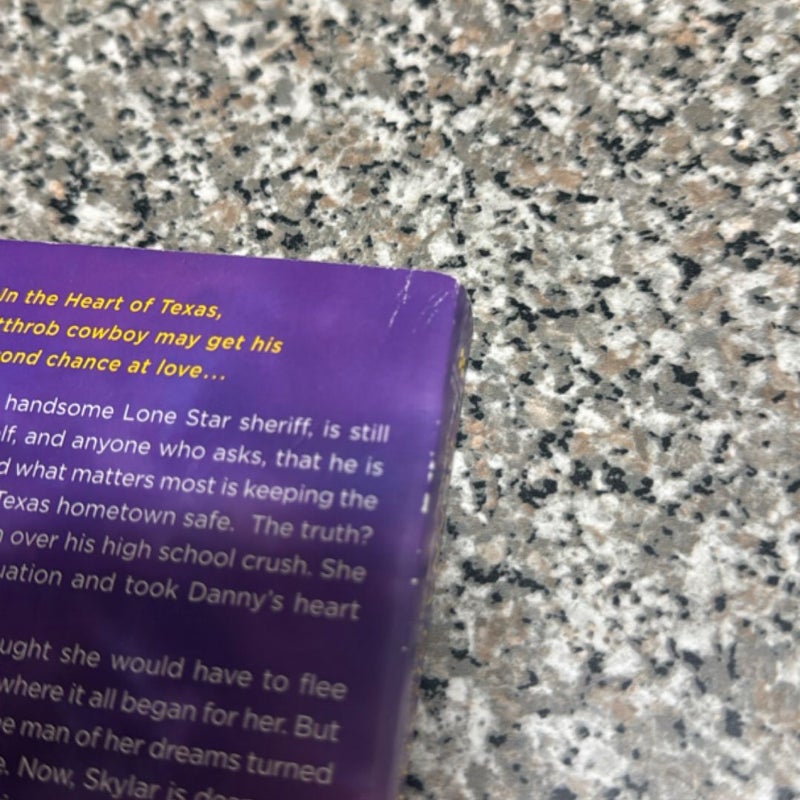 in the Heart of Texas,
tthrob cowboy may get his
ond chance at love...
handsome Lone Star sheriff, is still
lf, and anyone who asks, that he is
d what matters most is keeping the
Texas hometown safe. The truth?
over his high school crush. She
uation and took Danny's heart
ught she would have to flee
where it all began for her. But
e man of her dreams turned
e. Now, Skylar is